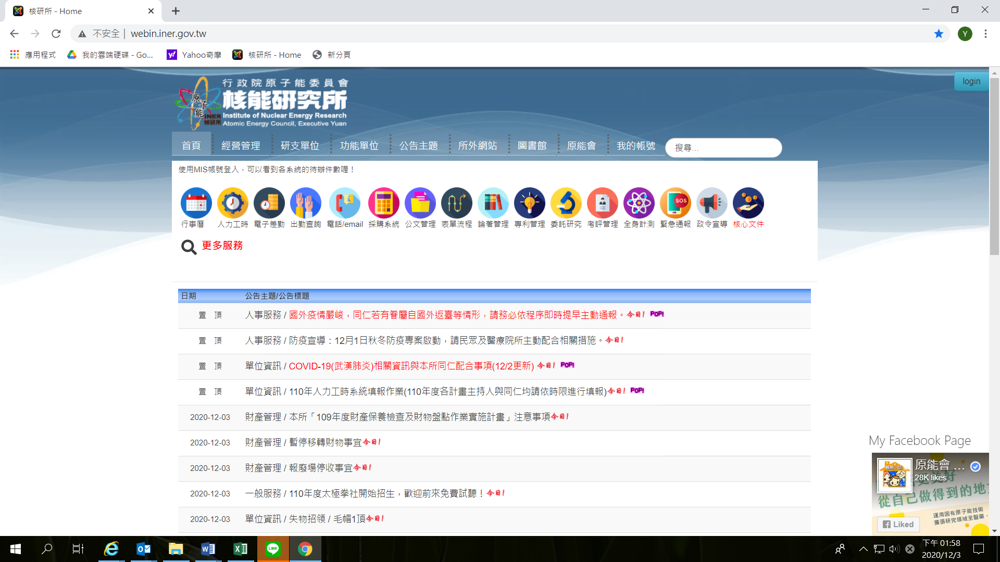 核研所 - Home
不安全 | webin.iner.gov.tw
Y
應用程式 我的雲端硬碟 - Go... Yahoo奇摩 核研所 - Home 新分頁
login
行政院原子能委員會
核能研究所
Institute of Nuclear Energy Research
Atomic Energy Council, Executive Yuan
原子能
INER
核研所
首頁 經營管理 研支單位 功能單位 公告主題 所外網站 圖書館 原能會 我的帳號 搜尋...
使用MIS帳號登入，可以看到各系統的待辦件數喔！
SOS
行事曆 人力工時 電子差勤 出勤查詢 電話/email 採購系統 公文管理 表單流程 論著管理 專利管理 委託研究 考評管理 全身計測 緊急通報 政令宣導 核心文件
更多服務
日期 公告主題/公告標題
置 頂 人事服務 / 國外疫情嚴峻，同仁若有眷屬自國外返臺等情形，請務必依程序即時提早主動通報。今日! POP!
置 頂 人事服務 / 防疫宣導：12月1日秋冬防疫專案啟動，請民眾及醫療院所主動配合相關措施。今日!
置 頂 單位資訊 / COVID-19(武漢肺炎)相關資訊與本所同仁配合事項(12/2更新) 今日! POP!
置 頂 單位資訊 / 110年人力工時系統填報作業(110年度各計畫主持人與同仁均請依時限進行填報)今日! POP!
2020-12-03 財產管理 / 本所「109年度財產保養檢查及財物盤點作業實施計畫」注意事項今日!
2020-12-03 財產管理 / 暫停移轉財物事宜今日!
2020-12-03 財產管理 / 報廢場停收事宜今日!
2020-12-03 一般服務 / 110年度太極拳社開始招生，歡迎前來免費試聽！今日!
2020-12-03 單位資訊 / 失物招領 / 毛帽1頂今日!
My Facebook Page
原能會 ...
28K likes
從自己做得到的地
運用固有原子能技術
擴張研究領域至醫藥、
Liked
下午 01:58
2020/12/3